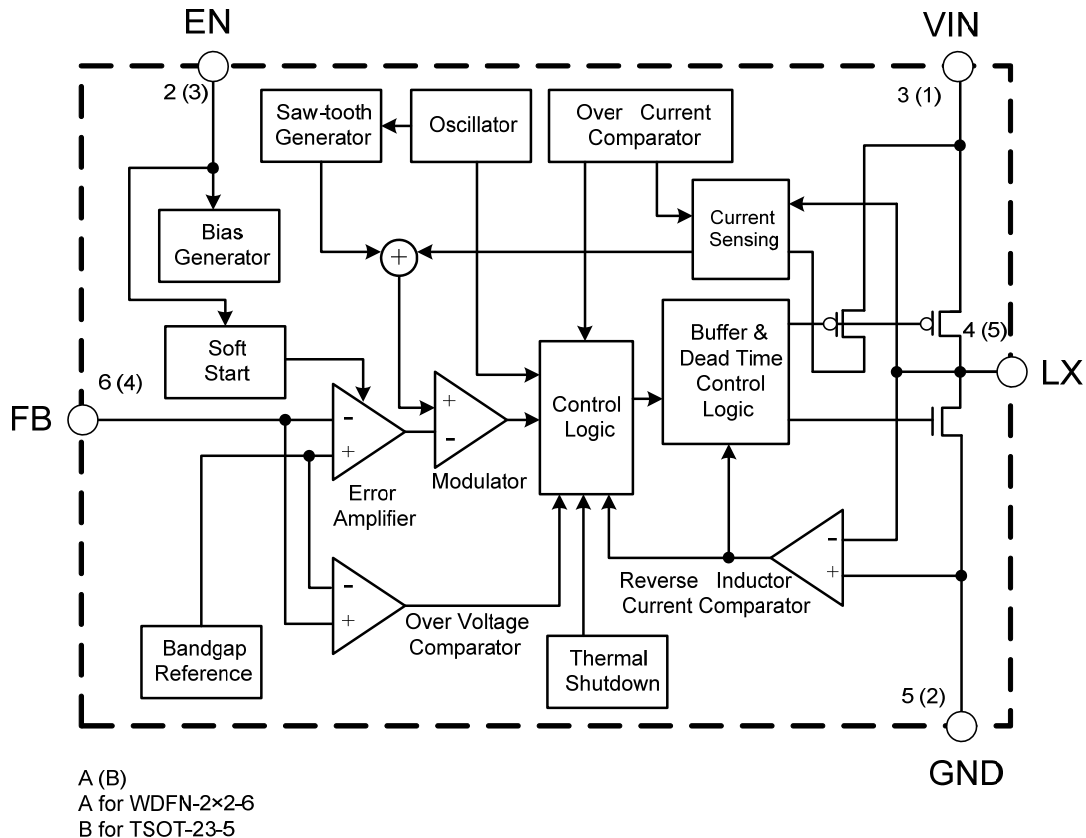 EN
VIN
2 (3)
3 (1)
Saw-tooth
Generator
Oscillator
Over Current
Comparator
Bias
Generator
Current
Sensing
+
Soft
Start
Buffer &
Dead Time
Control
Logic
4 (5)
LX
6 (4)
FB
-
+
Error
Amplifier
+
-
Modulator
Control
Logic
-
+
Over Voltage
Comparator
-
+
Reverse Inductor
Current Comparator
Bandgap
Reference
Thermal
Shutdown
5 (2)
GND
A (B)
A for WDFN-2×2-6
B for TSOT-23-5